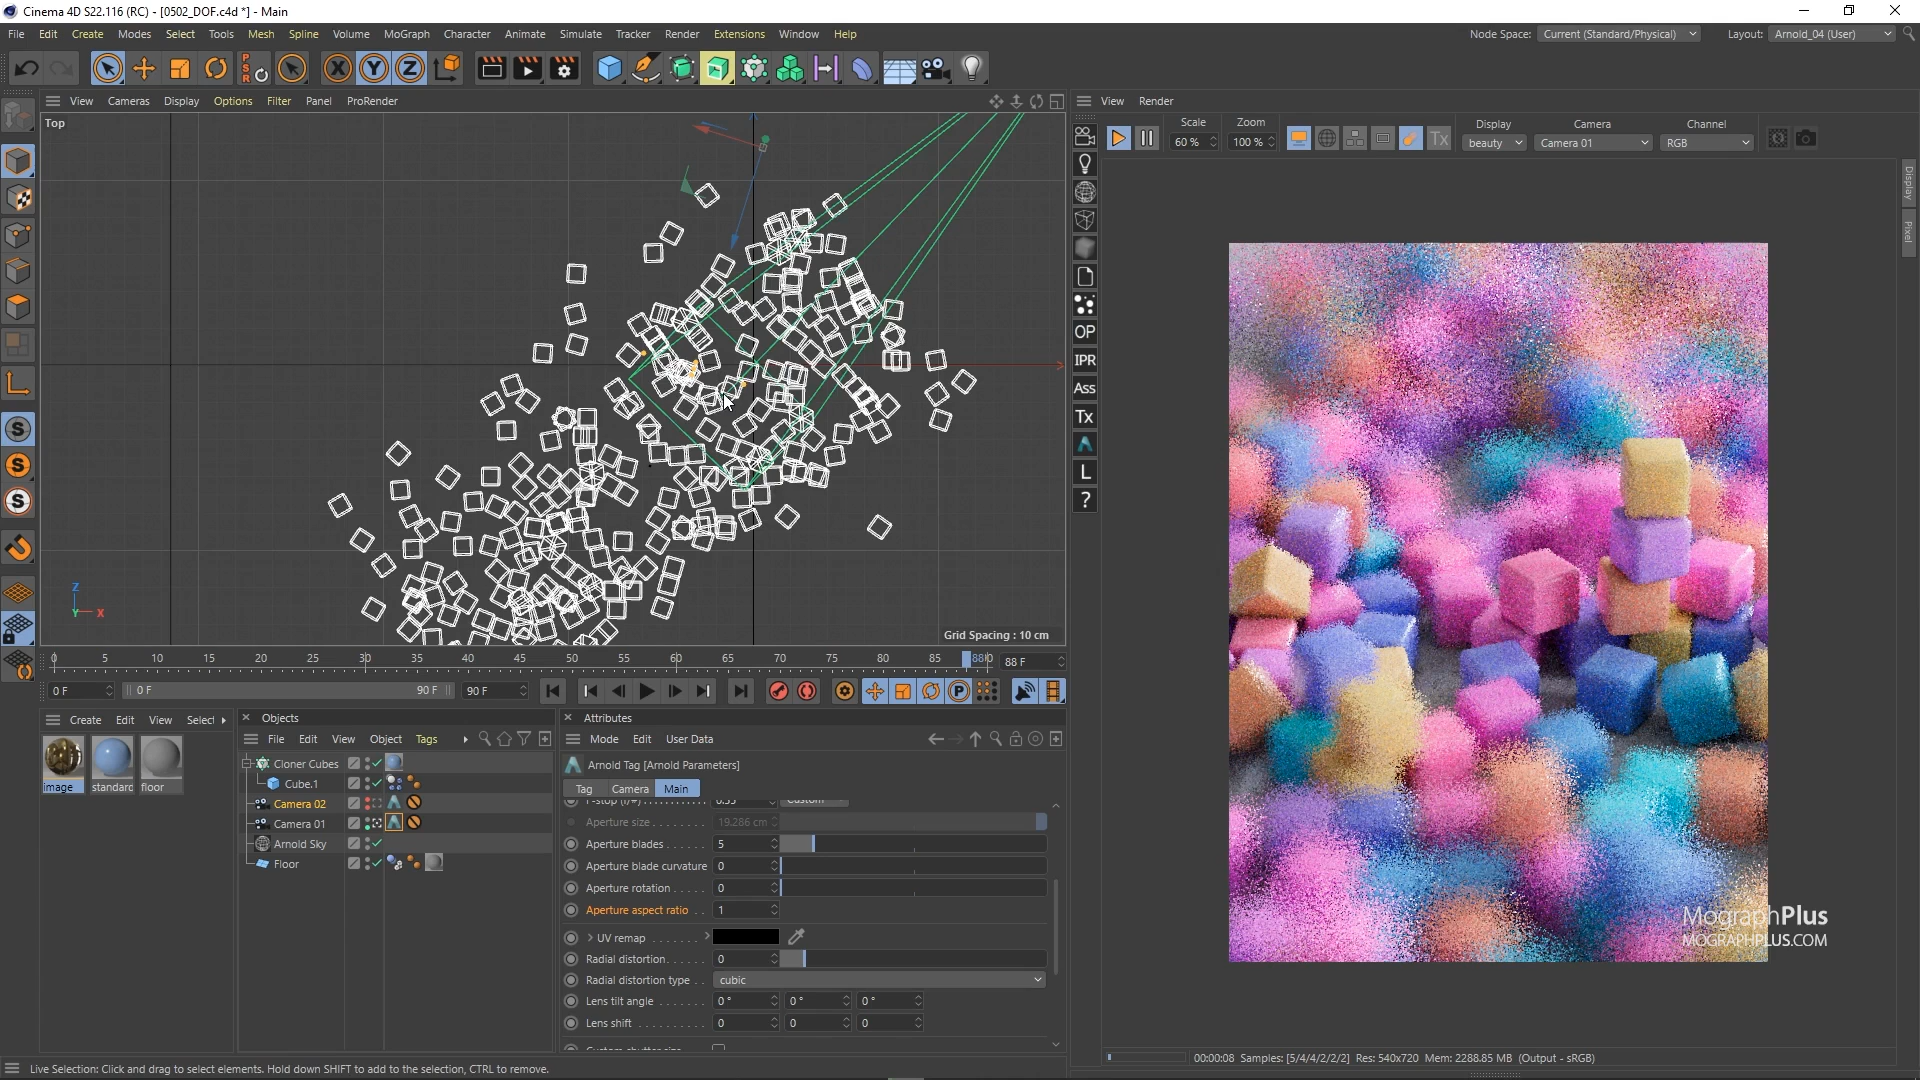 Cinema 4D S22.116 (RC) - [0502_DOF.c4d *] - Main
File Edit Create Modes Select Tools Mesh Spline Volume MoGraph Character Animate Simulate Tracker Render Extensions Window Help
Node Space: Current (Standard/Physical) Layout: Arnold_04 (User)
PSR X Y Z
View Cameras Display Options Filter Panel ProRender
View Render
Top
Scale Zoom Display Camera Channel
60 % 100 % Tx beauty Camera 01 RGB
Display
Pixel
OP
IPR
Ass
Tx
L
?
S
S
S
Z
Y X
Grid Spacing : 10 cm
0 5 10 15 20 25 30 35 40 45 50 55 60 65 70 75 80 85 88 88 F
0 F 0 F 90 F 90 F P
Create Edit View Select
image standard floor
Objects
File Edit View Object Tags
Cloner Cubes
Cube.1
Camera 02
Camera 01
Arnold Sky
Floor
Attributes
Mode Edit User Data
Arnold Tag [Arnold Parameters]
Tag Camera Main
Aperture size 19.286 cm
Aperture blades 5
Aperture blade curvature 0
Aperture rotation 0
Aperture aspect ratio 1
UV remap
Radial distortion 0
Radial distortion type cubic
Lens tilt angle 0° 0° 0°
Lens shift 0 0 0
MographPlus
MOGRAPHPLUS.COM
00:00:08 Samples: [5/4/4/2/2/2] Res: 540x720 Mem: 2288.85 MB (Output - sRGB)
Live Selection: Click and drag to select elements. Hold down SHIFT to add to the selection, CTRL to remove.